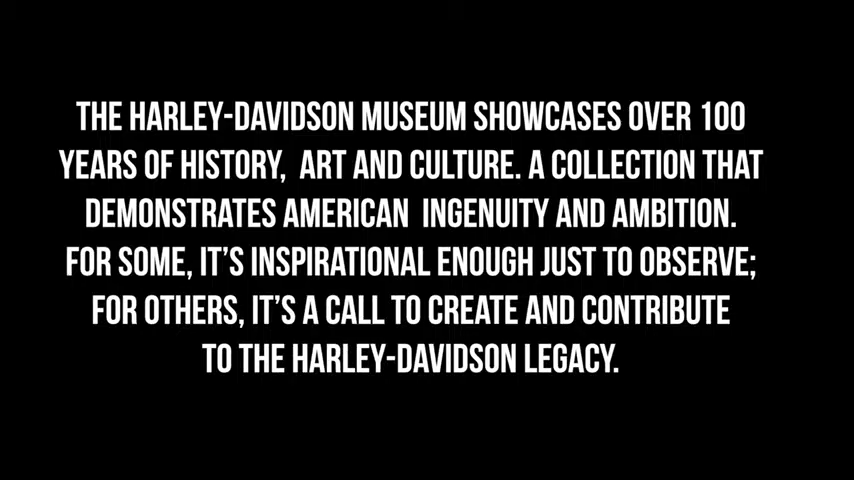 THE HARLEY-DAVIDSON MUSEUM SHOWCASES OVER 100
YEARS OF HISTORY,  ART AND CULTURE. A COLLECTION THAT
DEMONSTRATES AMERICAN  INGENUITY AND AMBITION.
FOR SOME, IT’S INSPIRATIONAL ENOUGH JUST TO OBSERVE;
FOR OTHERS, IT’S A CALL TO CREATE AND CONTRIBUTE
TO THE HARLEY-DAVIDSON LEGACY.